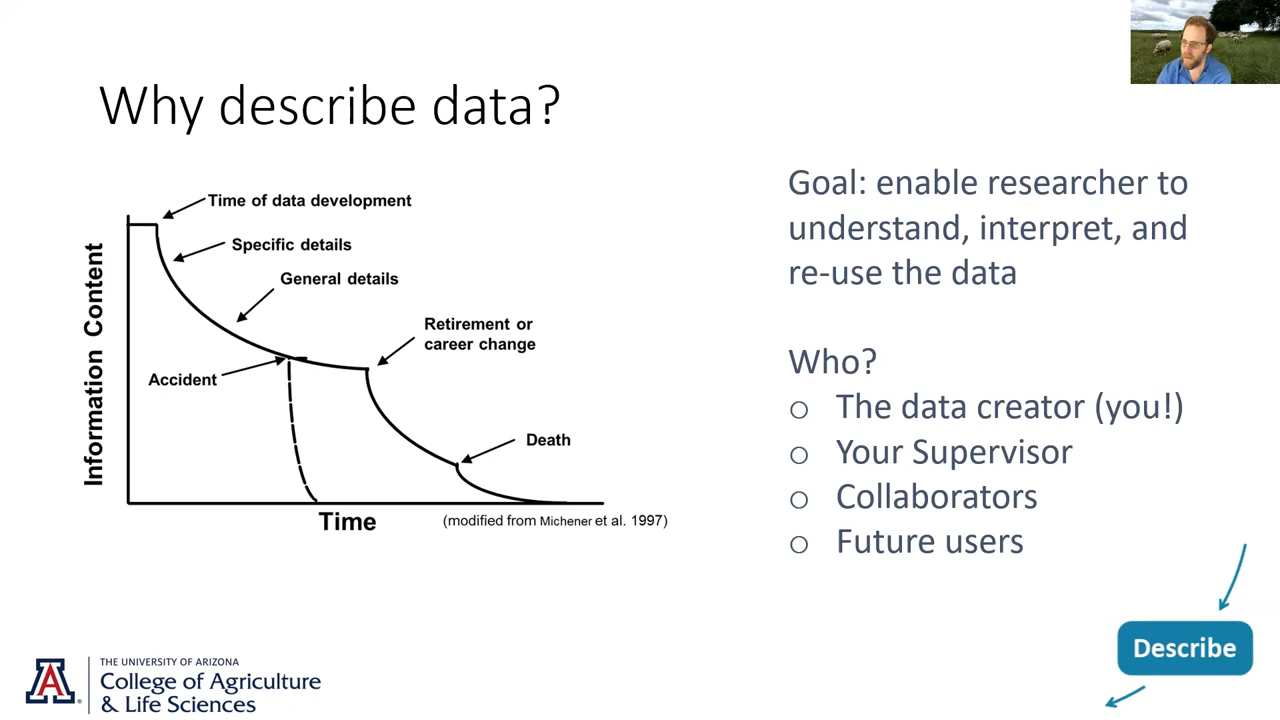 Why describe data?
Time of data development
Specific details
General details
Retirement or
career change
Accident
Death
Information Content
Time
(modified from Michener et al. 1997)
Goal: enable researcher to
understand, interpret, and
re-use the data
Who?
o The data creator (you!)
o Your Supervisor
o Collaborators
o Future users
Describe
A
THE UNIVERSITY OF ARIZONA
College of Agriculture
& Life Sciences